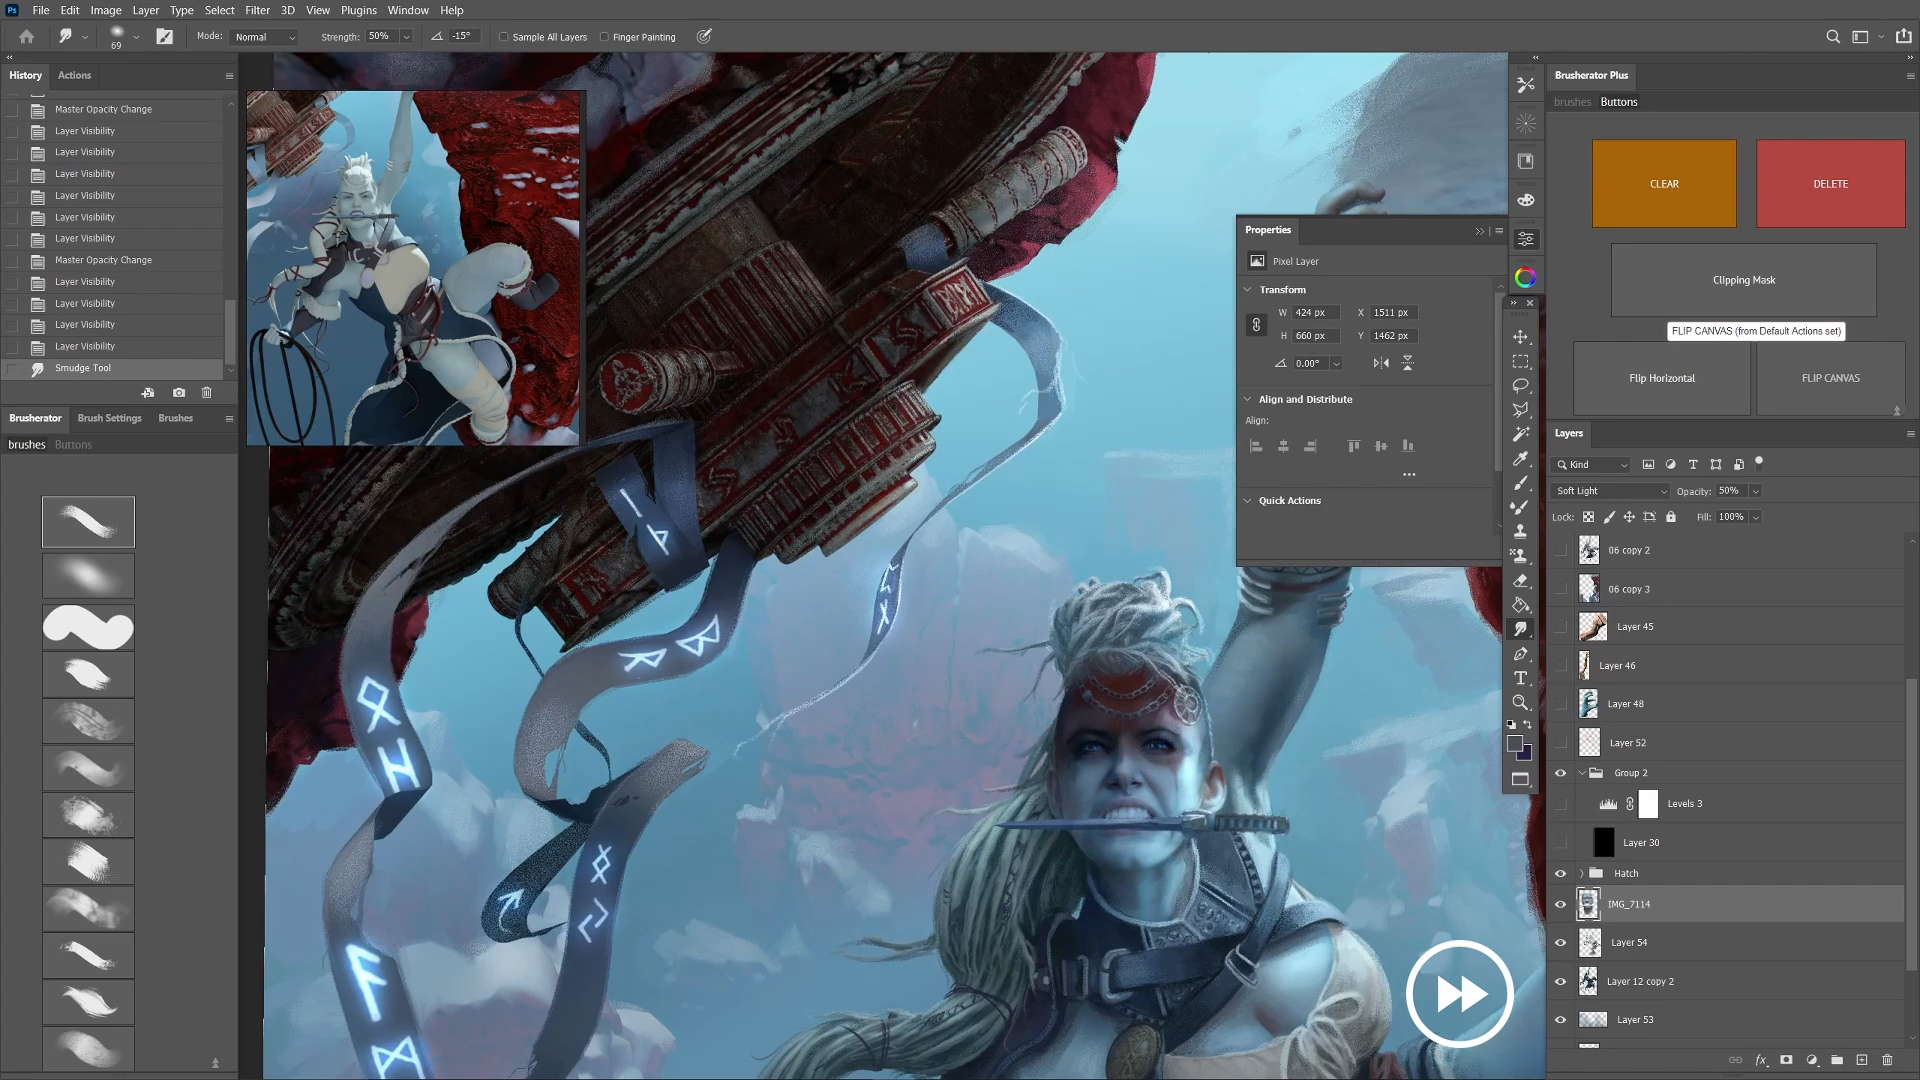 Ps File Edit Image Layer Type Select Filter 3D View Plugins Window Help
69 Mode: Normal Strength: 50% -15° Sample All Layers Finger Painting
History Actions
Master Opacity Change
Layer Visibility
Layer Visibility
Layer Visibility
Layer Visibility
Layer Visibility
Layer Visibility
Master Opacity Change
Layer Visibility
Layer Visibility
Layer Visibility
Layer Visibility
Smudge Tool
Brusherator Brush Settings Brushes
brushes Buttons
Properties
Pixel Layer
Transform
W 424 px X 1511 px
H 660 px Y 1462 px
0.00°
Align and Distribute
Align:
Quick Actions
Brusherator Plus
brushes Buttons
CLEAR DELETE
Clipping Mask
FLIP CANVAS (from Default Actions set)
Flip Horizontal FLIP CANVAS
Layers
Kind
Soft Light Opacity: 50%
Lock: Fill: 100%
06 copy 2
06 copy 3
Layer 45
Layer 46
Layer 48
Layer 52
Group 2
Levels 3
Layer 30
Hatch
IMG_7114
Layer 54
Layer 12 copy 2
Layer 53